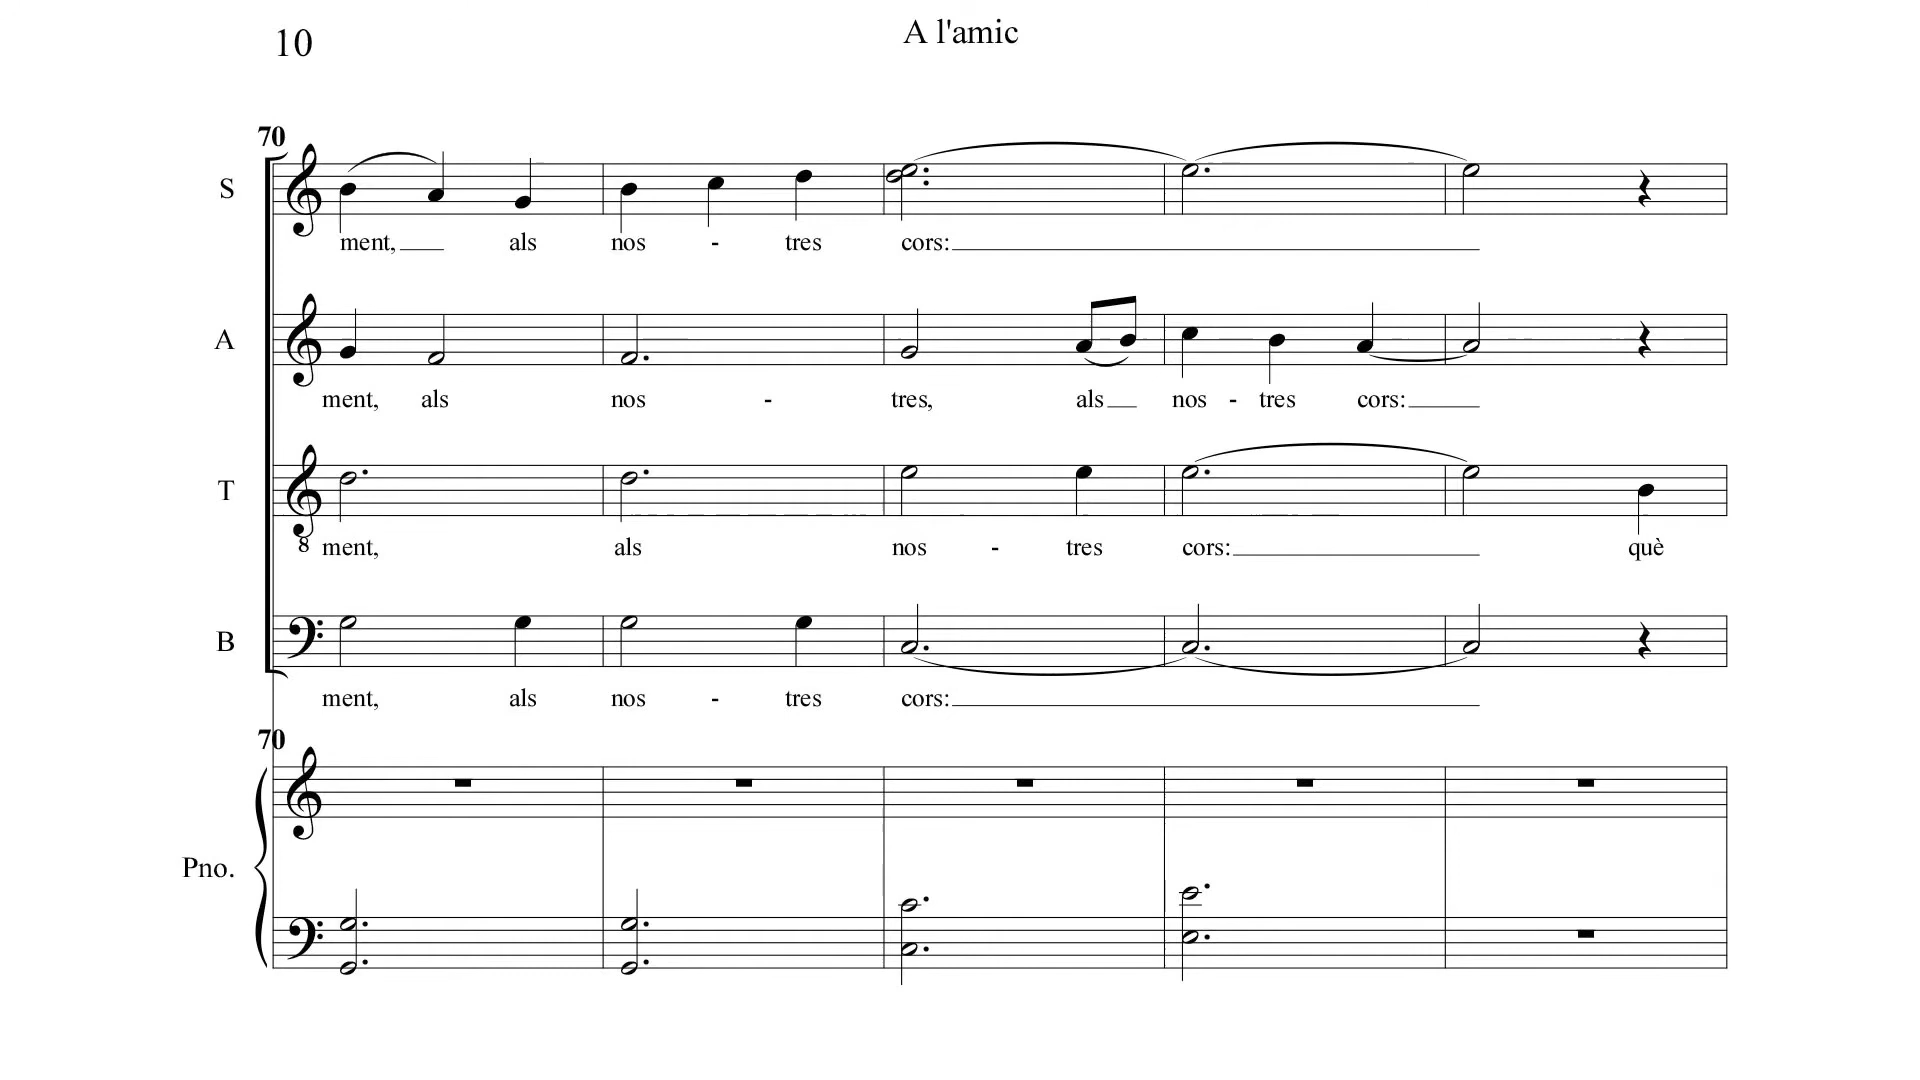 10
A l'amic
70
S
ment, als nos - tres cors:
A
ment, als nos - tres, als nos - tres cors:
T
8
ment, als nos - tres cors: què
B
ment, als nos - tres cors:
70
Pno.